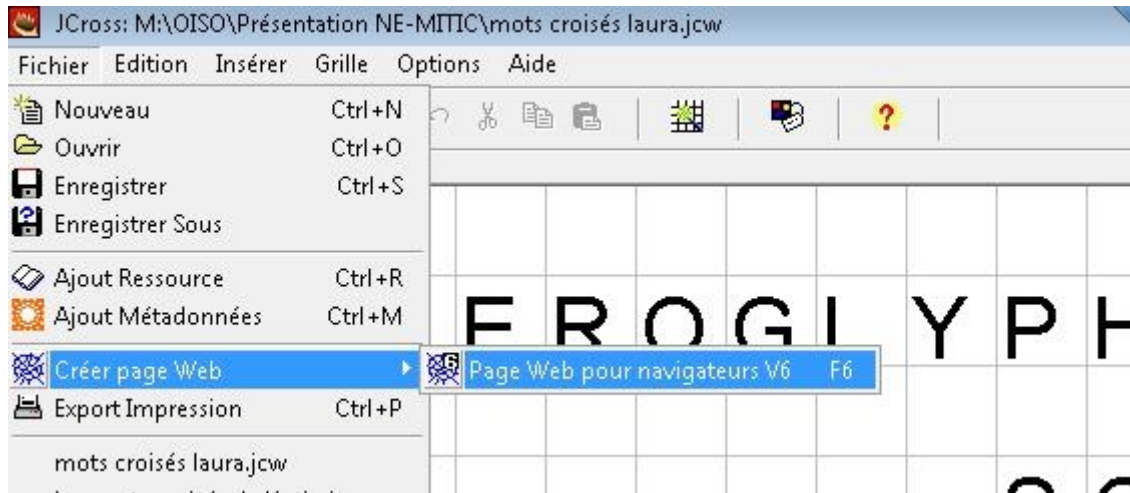 JCross: M:\OISO\Présentation NE-MITIC\mots croisés laura.jcw
Fichier Edition Insérer Grille Options Aide
Nouveau Ctrl+N
Ouvrir Ctrl+O
Enregistrer Ctrl+S
Enregistrer Sous
Ajout Ressource Ctrl+R
Ajout Métadonnées Ctrl+M
EROGLYPH
Créer page Web
Page Web pour navigateurs V6 F6
Export Impression Ctrl+P
mots croisés laura.jcw